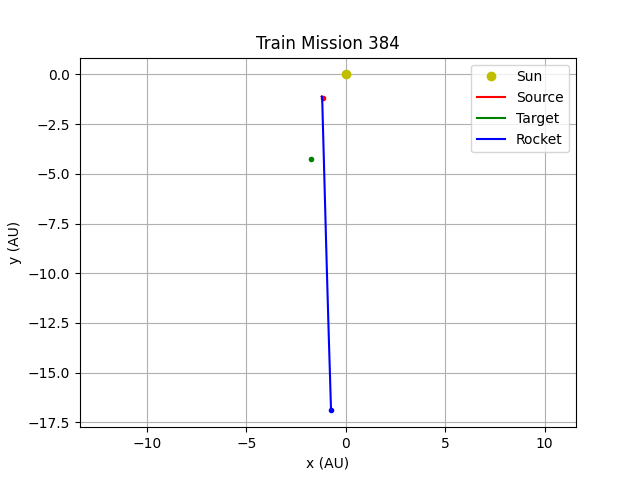 Train Mission 384
Sun
Source
Target
Rocket
0.0
−2.5
−5.0
−7.5
−10.0
−12.5
−15.0
−17.5
y (AU)
−10
−5
0
5
10
x (AU)